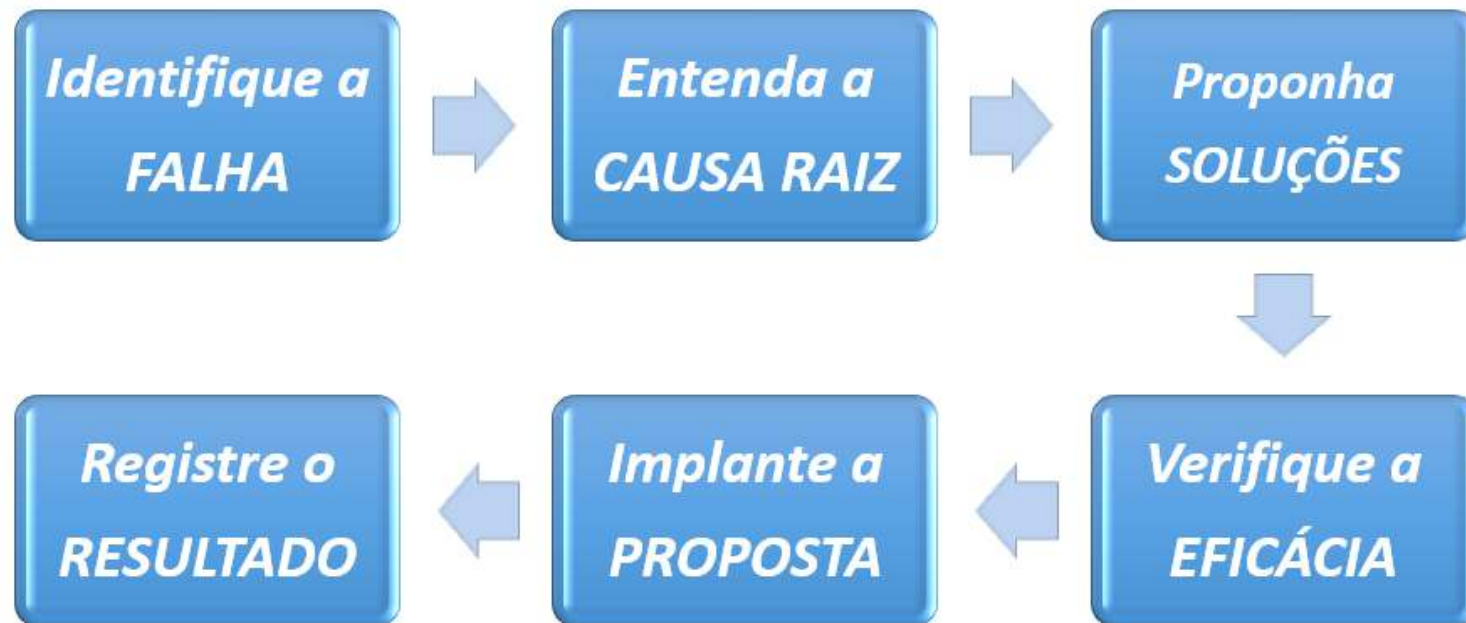 Identifique a
FALHA
Entenda a
CAUSA RAIZ
Proponha
SOLUÇÕES
Verifique a
EFICÁCIA
Implante a
PROPOSTA
Registre o
RESULTADO